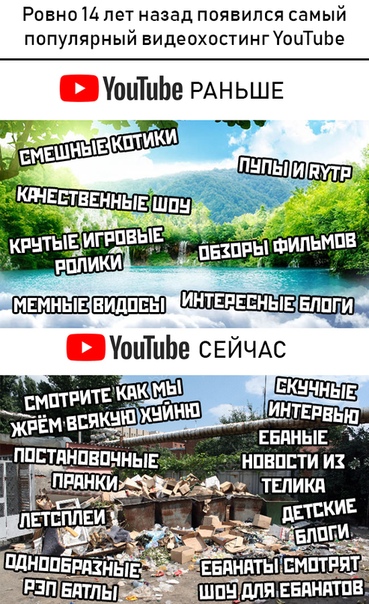 Ровно 14 лет назад появился самый
популярный видеохостинг YouTube
YouTube РАНЬШЕ
СМЕШНЫЕ КОТИКИ
ПУПЫ И RYTP
КАЧЕСТВЕННЫЕ ШОУ
КРУТЫЕ ИГРОВЫЕ
РОЛИКИ
ОБЗОРЫ ФИЛЬМОВ
МЕМНЫЕ ВИДОСЫ
ИНТЕРЕСНЫЕ БЛОГИ
YouTube СЕЙЧАС
СМОТРИТЕ КАК МЫ
ЖРЁМ ВСЯКУЮ ХУЙНЮ
СКУЧНЫЕ
ИНТЕРВЬЮ
ПОСТАНОВОЧНЫЕ
ПРАНКИ
ЕБАНЫЕ
НОВОСТИ ИЗ
ТЕЛИКА
ЛЕТСПЛЕИ
ДЕТСКИЕ
БЛОГИ
ОДНООБРАЗНЫЕ
РЭП БАТЛЫ
ЕБАНАТЫ СМОТРЯТ
ШОУ ДЛЯ ЕБАНАТОВ